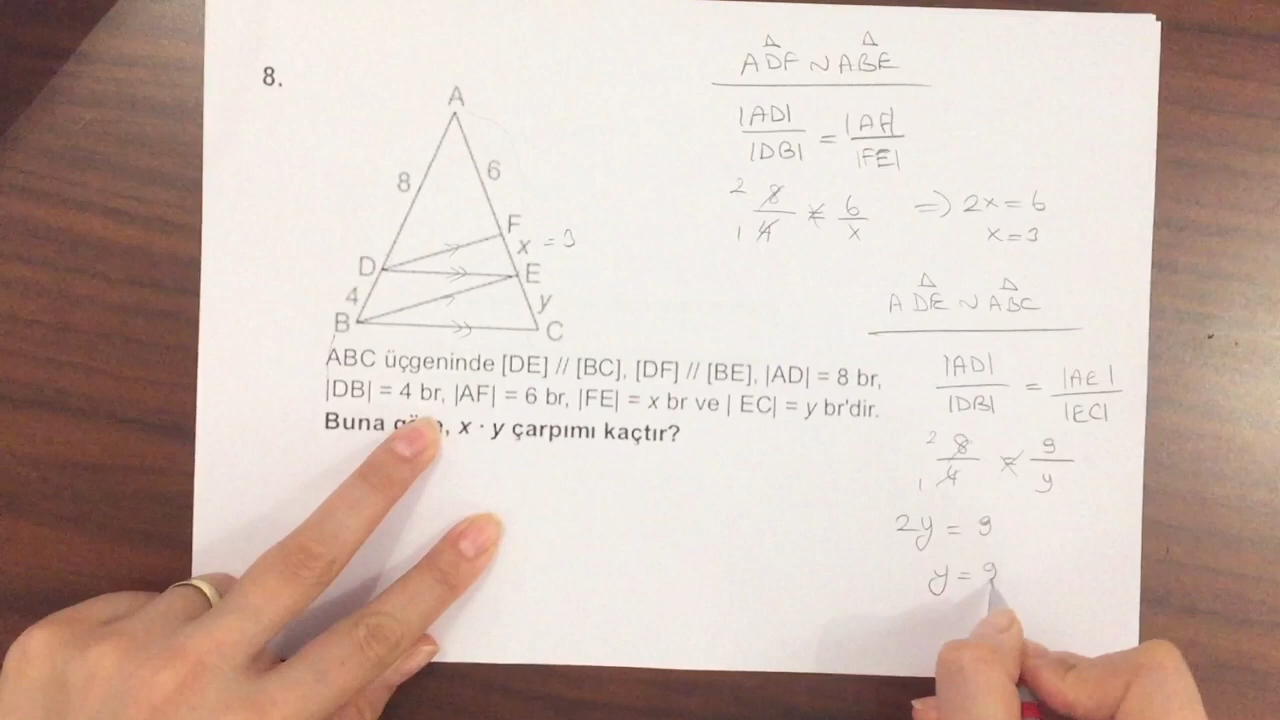 8.
A
8
6
F
x = 3
D
E
4
y
B
C
ABC üçgeninde [DE] // [BC], [DF] // [BE], |AD| = 8 br,
|DB| = 4 br, |AF| = 6 br, |FE| = x br ve | EC| = y br'dir.
Buna x · y çarpımı kaçtır?
ADF ~ ABE
|AD| / |DB| = |AF| / |FE|
2 8 / 1 4 = 6 / x ⇒ 2x = 6
x = 3
ADE ~ ABC
|AD| / |DB| = |AE| / |EC|
2 8 / 1 4 = 9 / y
2y = 9
y = 9